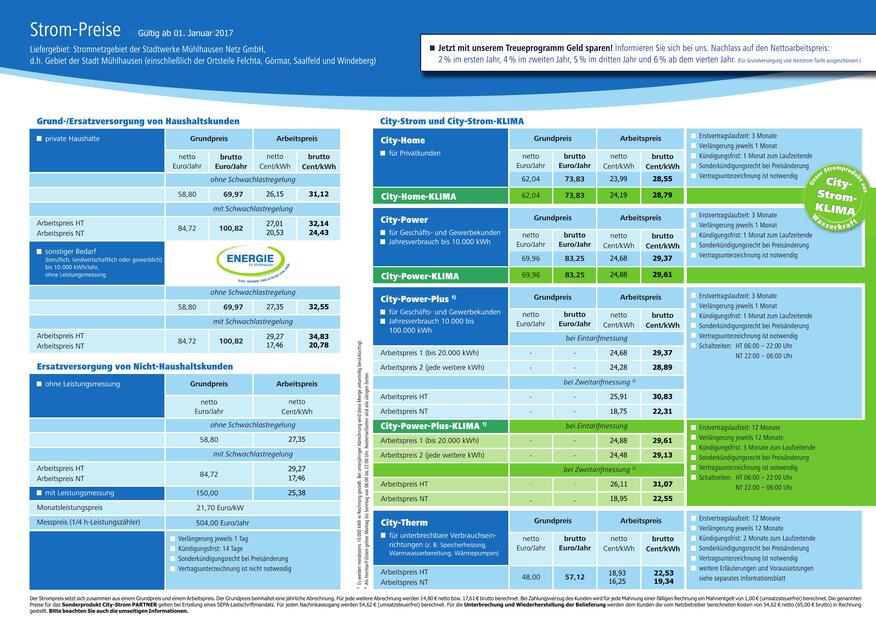 Strom-Preise Gültig ab 01. Januar 2017
Liefergebiet: Stromnetzgebiet der Stadtwerke Mühlhausen Netz GmbH,
d.h. Gebiet der Stadt Mühlhausen (einschließlich der Ortsteile Felchta, Görmar, Saalfeld und Windeberg)
Jetzt mit unserem Treueprogramm Geld sparen! Informieren Sie sich bei uns. Nachlass auf den Nettoarbeitspreis:
2 % im ersten Jahr, 4 % im zweiten Jahr, 5 % im dritten Jahr und 6 % ab dem vierten Jahr. (Für Grundversorgung und Heizstrom-Tarife ausgeschlossen.)
Grund-/Ersatzversorgung von Haushaltskunden
private Haushalte
Grundpreis Arbeitspreis
netto brutto netto brutto
Euro/Jahr Euro/Jahr Cent/kWh Cent/kWh
ohne Schwachlastregelung
58,80 69,97 26,15 31,12
mit Schwachlastregelung
Arbeitspreis HT 84,72 100,82 27,01 32,14
Arbeitspreis NT 20,53 24,43
sonstiger Bedarf
(beruflich, landwirtschaftlich oder gewerblich)
bis 10.000 kWh/Jahr,
ohne Leistungsmessung
ENERGIE
für Mühlhausen
GAS, WÄRME UND STROM VON HIER
ohne Schwachlastregelung
58,80 69,97 27,35 32,55
mit Schwachlastregelung
Arbeitspreis HT 84,72 100,82 29,27 34,83
Arbeitspreis NT 17,46 20,78
Ersatzversorgung von Nicht-Haushaltskunden
ohne Leistungsmessung
Grundpreis Arbeitspreis
netto netto
Euro/Jahr Cent/kWh
ohne Schwachlastregelung
58,80 27,35
mit Schwachlastregelung
Arbeitspreis HT 84,72 29,27
Arbeitspreis NT 17,46
mit Leistungsmessung 150,00 25,38
Monatsleistungspreis 21,70 Euro/kW
Messpreis (1/4 h-Leistungszähler) 504,00 Euro/Jahr
Verlängerung jeweils 1 Tag
Kündigungsfrist: 14 Tage
Sonderkündigungsrecht bei Preisänderung
Vertragsunterzeichnung ist nicht notwendig
City-Strom und City-Strom-KLIMA
City-Home
für Privatkunden
Grundpreis Arbeitspreis
netto brutto netto brutto
Euro/Jahr Euro/Jahr Cent/kWh Cent/kWh
62,04 73,83 23,99 28,55
City-Home-KLIMA 62,04 73,83 24,19 28,79
Erstvertragslaufzeit: 3 Monate
Verlängerung jeweils 1 Monat
Kündigungsfrist: 1 Monat zum Laufzeitende
Sonderkündigungsrecht bei Preisänderung
Vertragsunterzeichnung ist notwendig
Unser Stromprodukt aus
City-
Strom-
KLIMA
Wasserkraft
City-Power
für Geschäfts- und Gewerbekunden
Jahresverbrauch bis 10.000 kWh
Grundpreis Arbeitspreis
netto brutto netto brutto
Euro/Jahr Euro/Jahr Cent/kWh Cent/kWh
69,96 83,25 24,68 29,37
City-Power-KLIMA 69,96 83,25 24,88 29,61
Erstvertragslaufzeit: 3 Monate
Verlängerung jeweils 1 Monat
Kündigungsfrist: 1 Monat zum Laufzeitende
Sonderkündigungsrecht bei Preisänderung
Vertragsunterzeichnung ist notwendig
City-Power-Plus 1)
für Geschäfts- und Gewerbekunden
Jahresverbrauch 10.000 bis
100.000 kWh
Grundpreis Arbeitspreis
netto brutto netto brutto
Euro/Jahr Euro/Jahr Cent/kWh Cent/kWh
bei Eintarifmessung
Arbeitspreis 1 (bis 20.000 kWh) - - 24,68 29,37
Arbeitspreis 2 (jede weitere kWh) - - 24,28 28,89
bei Zweitarifmessung 2)
Arbeitspreis HT - - 25,91 30,83
Arbeitspreis NT - - 18,75 22,31
Erstvertragslaufzeit: 3 Monate
Verlängerung jeweils 1 Monat
Kündigungsfrist: 1 Monat zum Laufzeitende
Sonderkündigungsrecht bei Preisänderung
Vertragsunterzeichnung ist notwendig
Schaltzeiten: HT 06:00 – 22:00 Uhr
NT 22:00 – 06:00 Uhr
City-Power-Plus-KLIMA 1) bei Eintarifmessung
Arbeitspreis 1 (bis 20.000 kWh) - - 24,88 29,61
Arbeitspreis 2 (jede weitere kWh) - - 24,48 29,13
bei Zweitarifmessung 2)
Arbeitspreis HT - - 26,11 31,07
Arbeitspreis NT - - 18,95 22,55
Erstvertragslaufzeit: 12 Monate
Verlängerung jeweils 12 Monate
Kündigungsfrist: 3 Monate zum Laufzeitende
Sonderkündigungsrecht bei Preisänderung
Vertragsunterzeichnung ist notwendig
Schaltzeiten: HT 06:00 – 22:00 Uhr
NT 22:00 – 06:00 Uhr
City-Therm
für unterbrechbare Verbrauchsein-
richtungen (z. B. Speicherheizung,
Warmwasserbereitung, Wärmepumpen)
Grundpreis Arbeitspreis
netto brutto netto brutto
Euro/Jahr Euro/Jahr Cent/kWh Cent/kWh
Arbeitspreis HT 48,00 57,12 18,93 22,53
Arbeitspreis NT 16,25 19,34
Erstvertragslaufzeit: 12 Monate
Verlängerung jeweils 12 Monate
Kündigungsfrist: 2 Monate zum Laufzeitende
Sonderkündigungsrecht bei Preisänderung
Vertragsunterzeichnung ist notwendig
weitere Erläuterungen und Voraussetzungen
siehe separates Informationsblatt
1) Es werden mindestens 10.000 kWh in Rechnung gestellt. Bei unterjähriger Abrechnung wird diese Menge zeitanteilig berücksichtigt.
2) Als Hochtarif-Zeiten gelten Montag bis Sonntag von 06:00 bis 22:00 Uhr. Niedertarifzeiten sind alle übrigen Zeiten.
Der Strompreis setzt sich zusammen aus einem Grundpreis und einem Arbeitspreis. Der Grundpreis beinhaltet eine jährliche Abrechnung. Für jede weitere Abrechnung werden 14,80 € netto bzw. 17,61 € brutto berechnet. Bei Zahlungsverzug des Kunden wird für jede Mahnung einer fälligen Rechnung ein Mahnentgelt von 1,00 € (umsatzsteuerfrei) berechnet. Die genannten
Preise für das Sonderprodukt City-Strom PARTNER gelten bei Erteilung eines SEPA-Lastschriftmandats. Für jeden Nachinkassogang werden 54,62 € (umsatzsteuerfrei) berechnet. Für die Unterbrechung und Wiederherstellung der Belieferung werden dem Kunden die vom Netzbetreiber berechneten Kosten von 54,62 € netto (65,00 € brutto) in Rechnung
gestellt. Bitte beachten Sie auch die umseitigen Informationen.